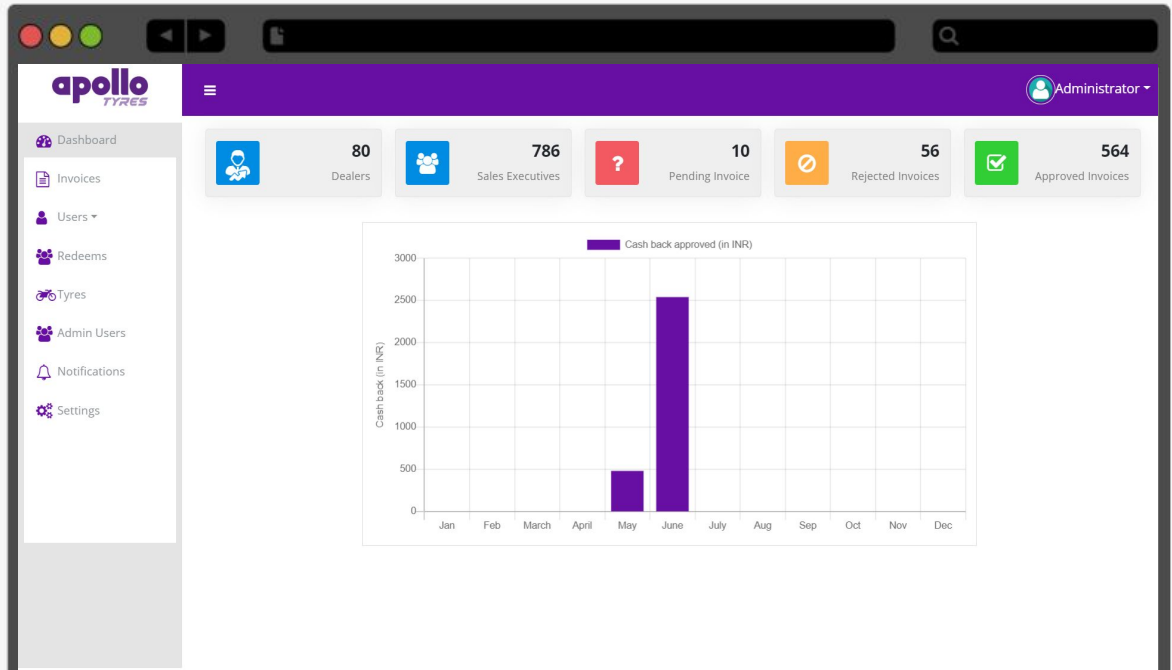 apollo
TYRES
Administrator
Dashboard
Invoices
Users
Redeems
Tyres
Admin Users
Notifications
Settings
80
Dealers
786
Sales Executives
?
10
Pending Invoice
56
Rejected Invoices
564
Approved Invoices
Cash back approved (in INR)
Cash back (in INR)
3000
2500
2000
1500
1000
500
0
Jan Feb March April May June July Aug Sep Oct Nov Dec